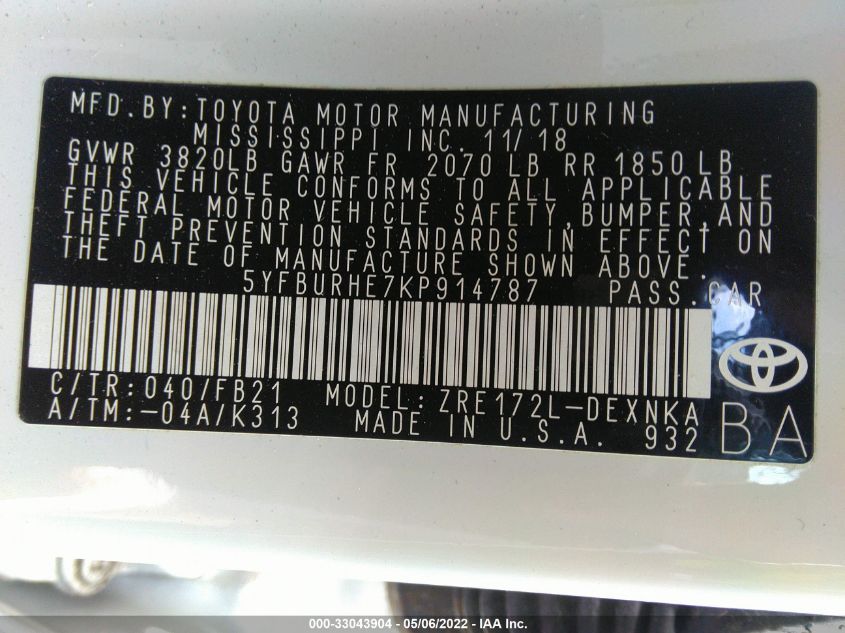 MFD.BY:TOYOTA MOTOR MANUFACTURING
MISSISSIPPI INC. 11/18
GVWR 3820LB GAWR FR 2070 LB RR 1850 LB
THIS VEHICLE CONFORMS TO ALL APPLICABLE
FEDERAL MOTOR VEHICLE SAFETY,BUMPER,AND
THEFT PREVENTION STANDARDS IN EFFECT ON
THE DATE OF MANUFACTURE SHOWN ABOVE.
5YFBURHE7KP914787 PASS.CAR
C/TR:040/FB21 MODEL:ZRE172L-DEXNKA
A/TM:-04A/K313 MADE IN U.S.A. 932
BA
000-33043904 - 05/06/2022 - IAA Inc.